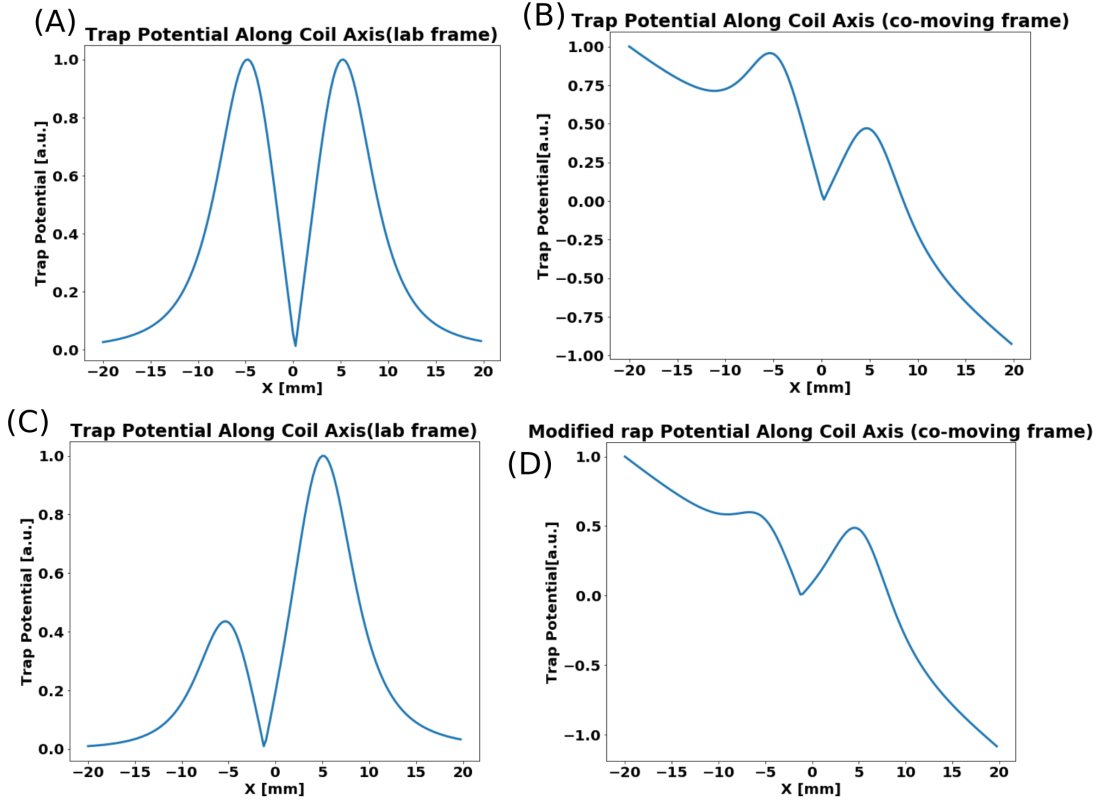 (A)
Trap Potential Along Coil Axis(lab frame)
Trap Potential [a.u.]
1.0
0.8
0.6
0.4
0.2
0.0
−20 −15 −10 −5 0 5 10 15 20
X [mm]
(B)
Trap Potential Along Coil Axis (co-moving frame)
Trap Potential[a.u.]
1.00
0.75
0.50
0.25
0.00
−0.25
−0.50
−0.75
−1.00
−20 −15 −10 −5 0 5 10 15 20
X [mm]
(C)
Trap Potential Along Coil Axis(lab frame)
Trap Potential [a.u.]
1.0
0.8
0.6
0.4
0.2
0.0
−20 −15 −10 −5 0 5 10 15 20
X [mm]
Modified rap Potential Along Coil Axis (co-moving frame)
(D)
Trap Potential[a.u.]
1.0
0.5
0.0
−0.5
−1.0
−20 −15 −10 −5 0 5 10 15 20
X [mm]